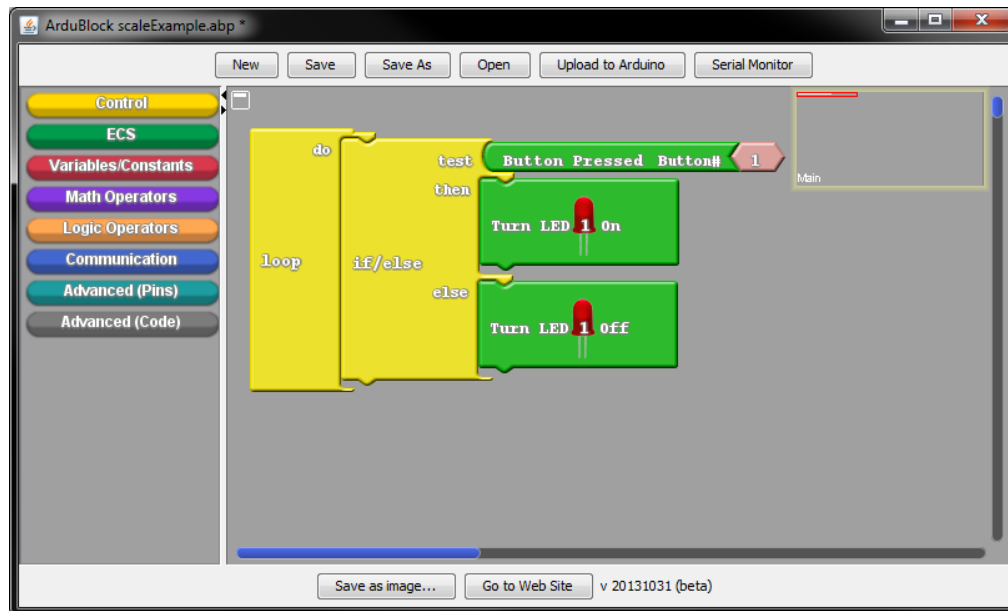 ArduBlock scaleExample.abp *
New Save Save As Open Upload to Arduino Serial Monitor
Control
ECS
Variables/Constants
Math Operators
Logic Operators
Communication
Advanced (Pins)
Advanced (Code)
do
test
Button Pressed Button# 1
then
Turn LED 1 On
loop
if/else
else
Turn LED 1 Off
Main
Save as image... Go to Web Site v 20131031 (beta)